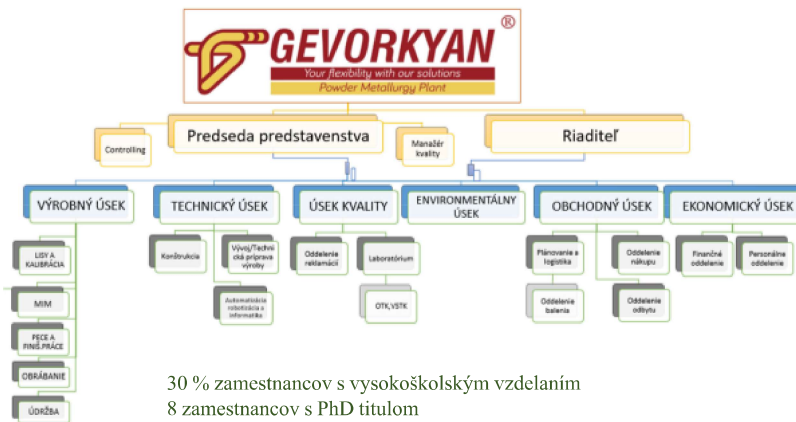 GEVORKYAN®
Your flexibility with our solutions
Powder Metallurgy Plant
Controlling
Predseda predstavenstva
Manažér
kvality
Riaditeľ
VÝROBNÝ ÚSEK
TECHNICKÝ ÚSEK
ÚSEK KVALITY
ENVIRONMENTÁLNY
ÚSEK
OBCHODNÝ ÚSEK
EKONOMICKÝ ÚSEK
LISY A
KALIBRÁCIA
MIM
PECE A
FINIŠ.PRÁCE
OBRÁBANIE
ÚDRŽBA
Konštrukcia
Vývoj/Techni
cká príprava
výroby
Automatizácia
robotizácia a
informatika
Oddelenie
reklamácií
Laboratórium
OTK,VSTK
Plánovanie a
logistika
Oddelenie
balenia
Oddelenie
nákupu
Oddelenie
odbytu
Finančné
oddelenie
Personálne
oddelenie
30 % zamestnancov s vysokoškolským vzdelaním
8 zamestnancov s PhD titulom